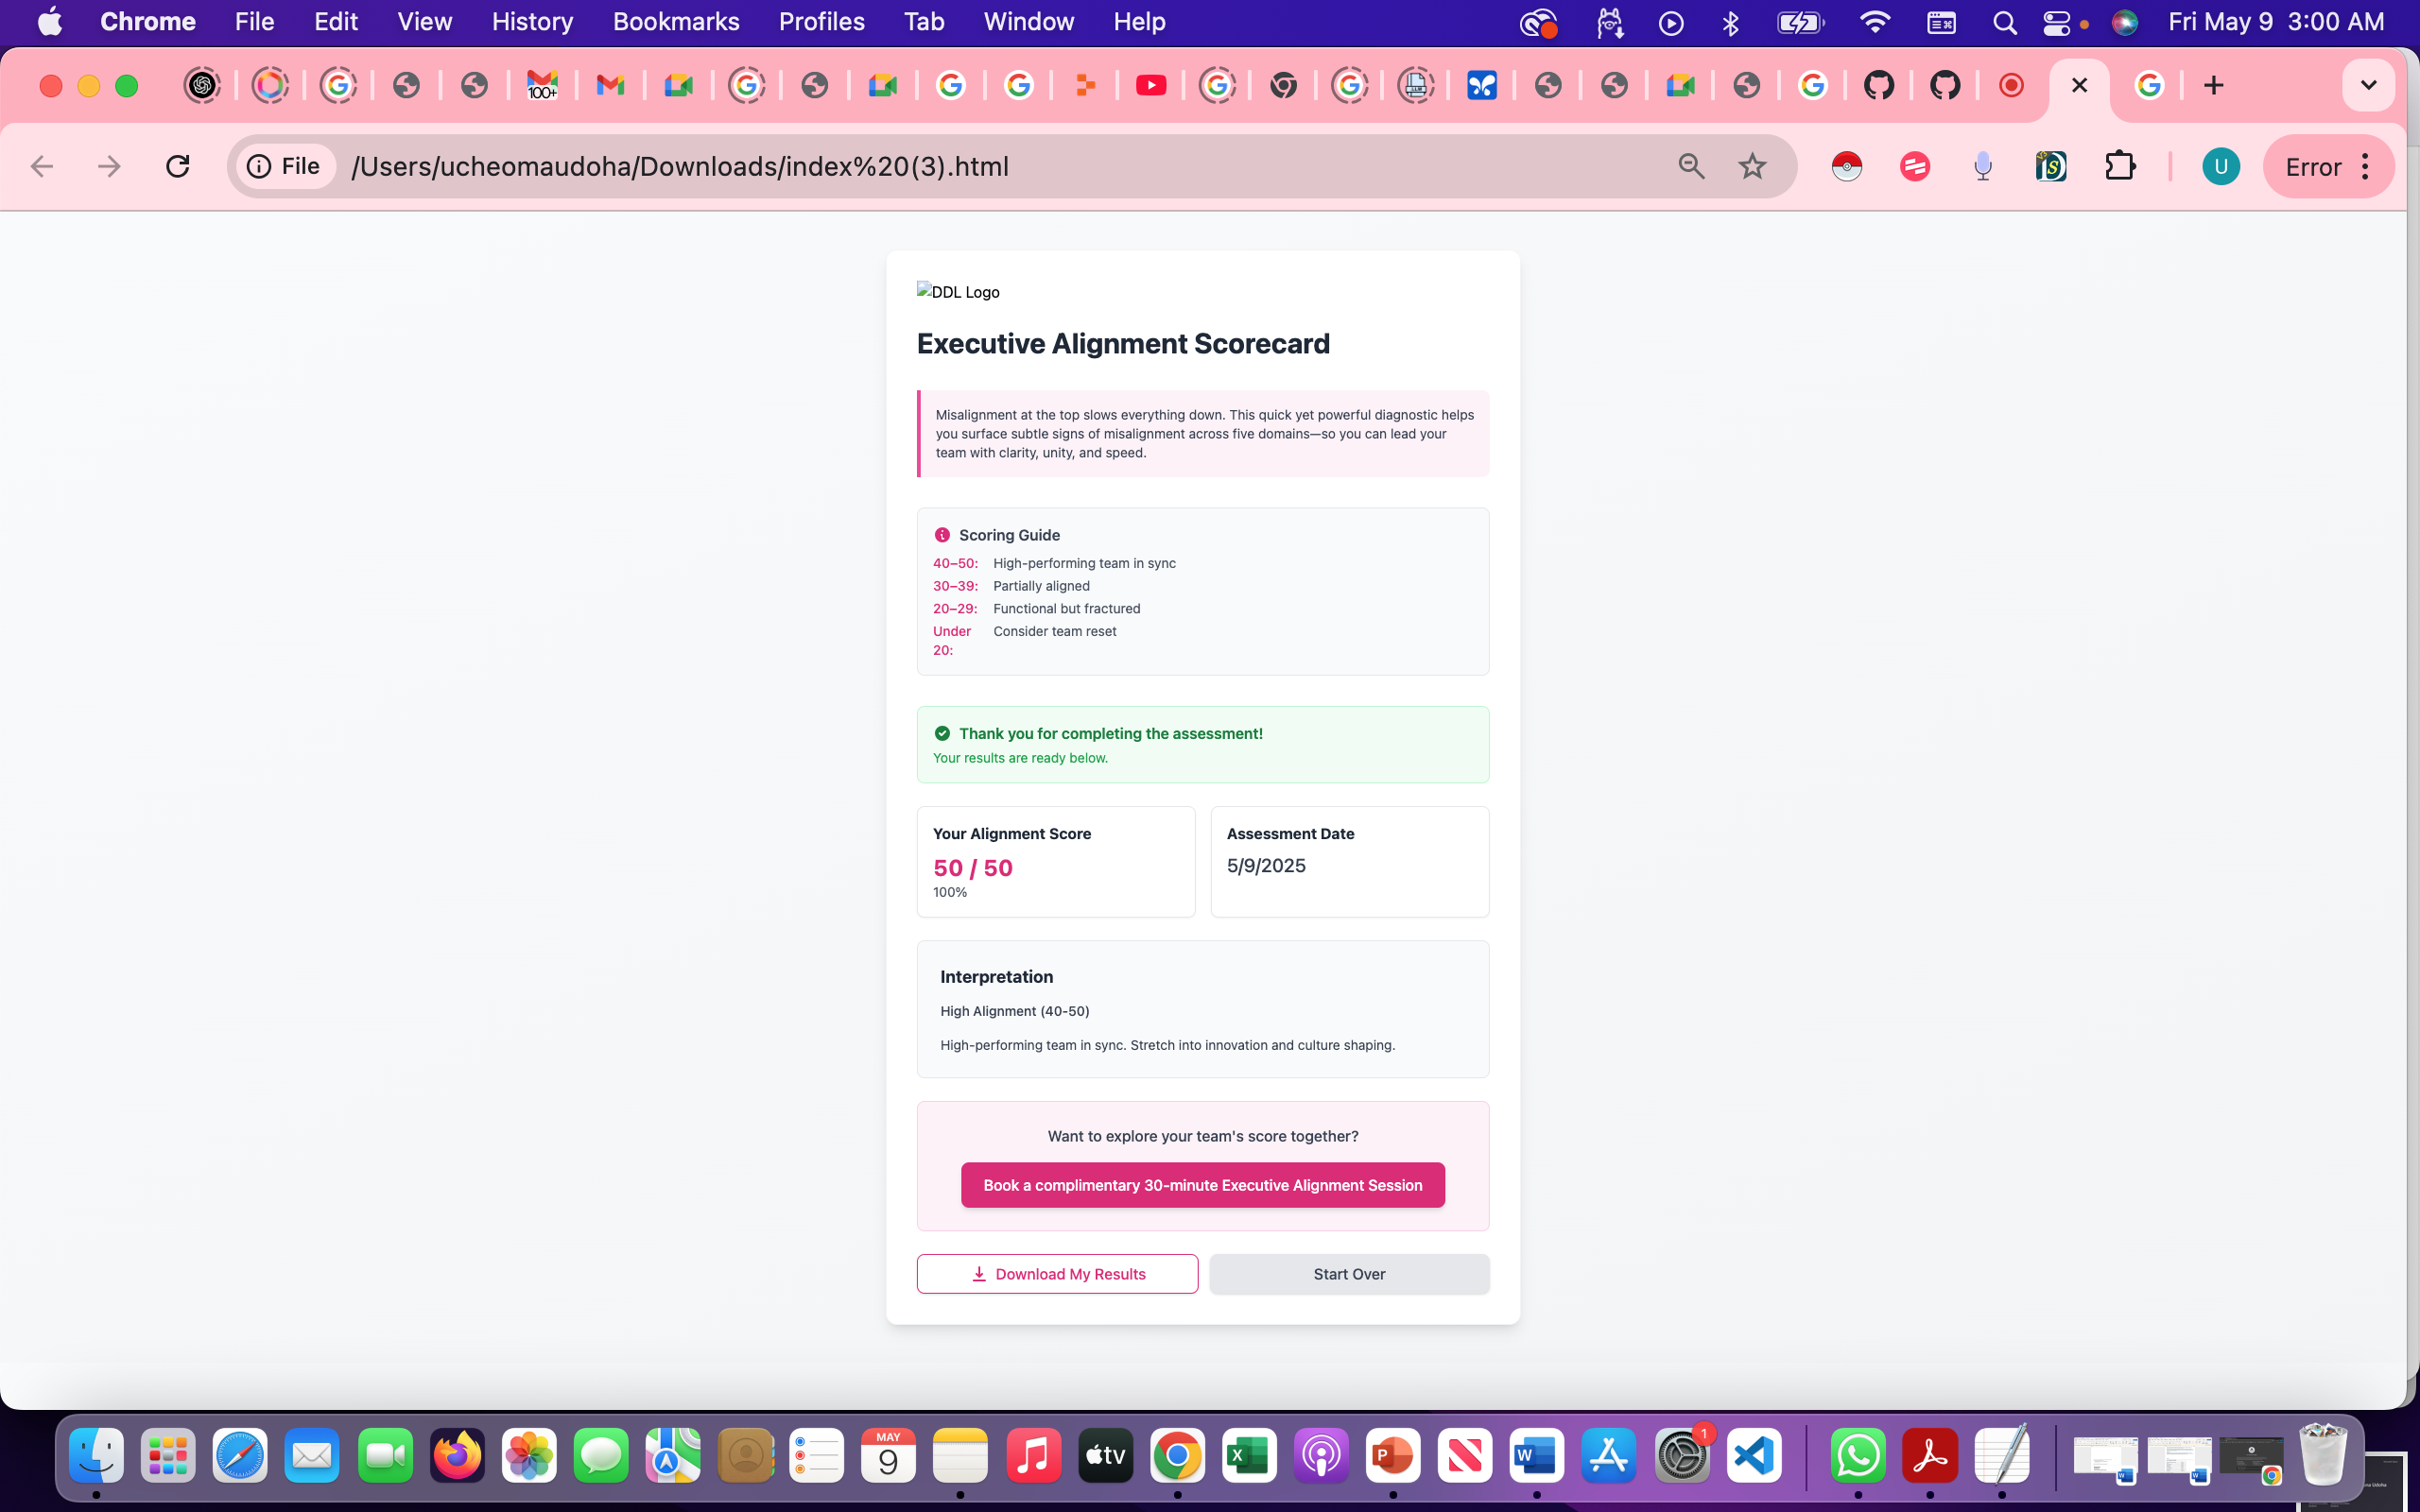 Chrome File Edit View History Bookmarks Profiles Tab Window Help Fri May 9 3:00 AM
100+
File /Users/ucheomaudoha/Downloads/index%20(3).html U Error
DDL Logo
Executive Alignment Scorecard
Misalignment at the top slows everything down. This quick yet powerful diagnostic helps
you surface subtle signs of misalignment across five domains—so you can lead your
team with clarity, unity, and speed.
Scoring Guide
40–50: High-performing team in sync
30–39: Partially aligned
20–29: Functional but fractured
Under Consider team reset
20:
Thank you for completing the assessment!
Your results are ready below.
Your Alignment Score
50 / 50
100%
Assessment Date
5/9/2025
Interpretation
High Alignment (40-50)
High-performing team in sync. Stretch into innovation and culture shaping.
Want to explore your team's score together?
Book a complimentary 30-minute Executive Alignment Session
Download My Results
Start Over
MAY
9
tv
X
P
W
1